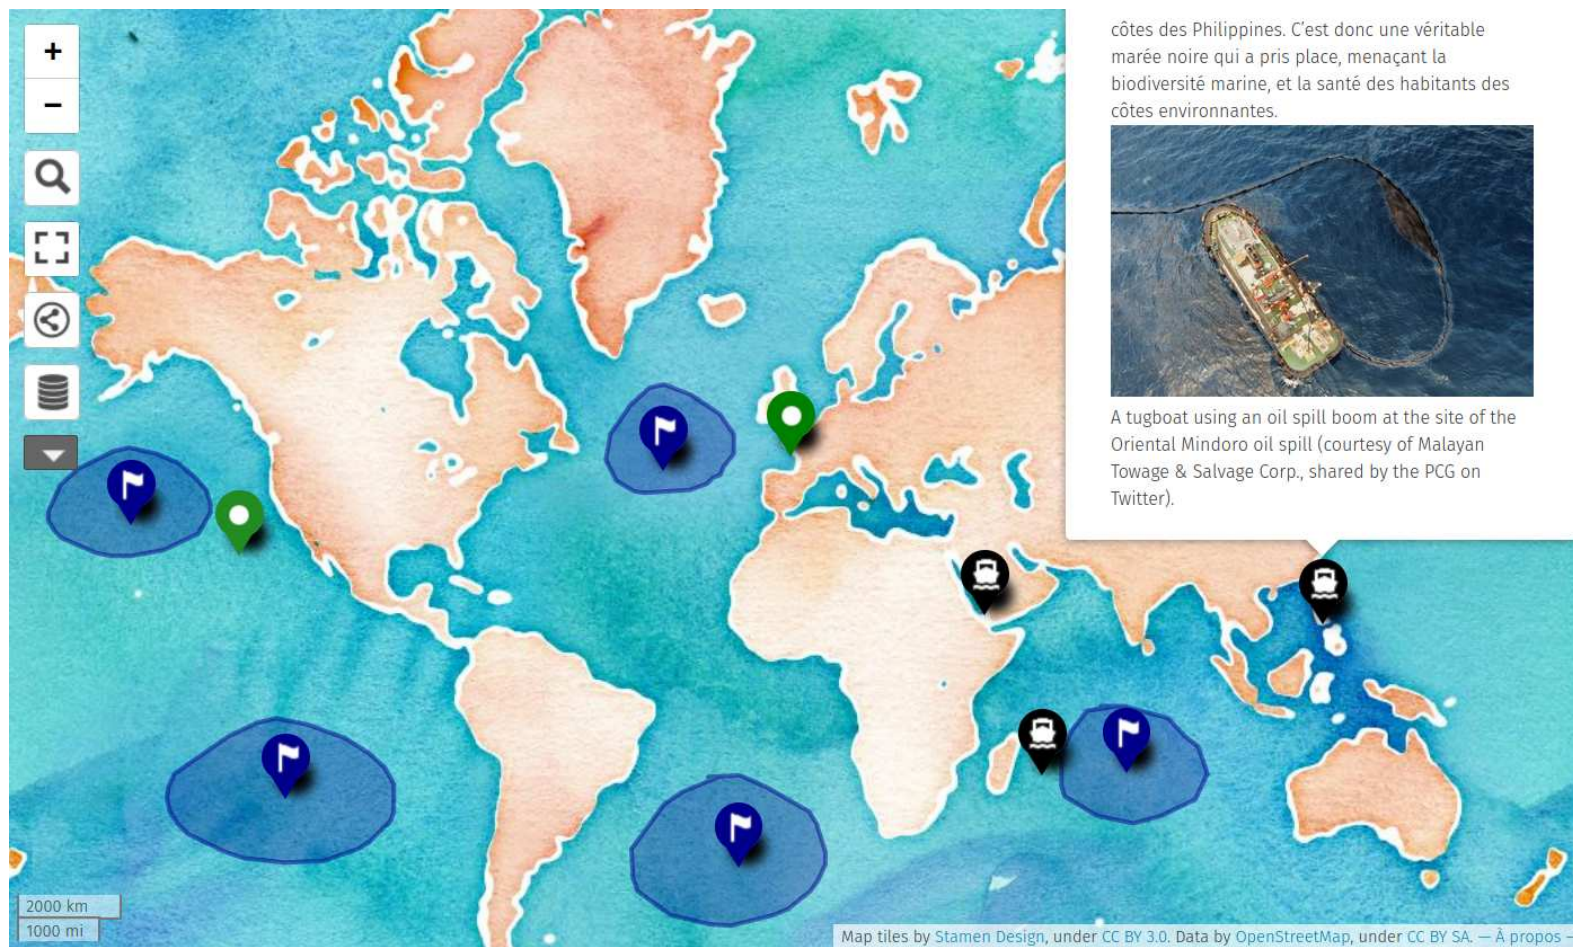 +
−
côtes des Philippines. C'est donc une véritable
marée noire qui a pris place, menaçant la
biodiversité marine, et la santé des habitants des
côtes environnantes.
A tugboat using an oil spill boom at the site of the
Oriental Mindoro oil spill (courtesy of Malayan
Towage & Salvage Corp., shared by the PCG on
Twitter).
2000 km
1000 mi
Map tiles by Stamen Design, under CC BY 3.0. Data by OpenStreetMap, under CC BY SA. — À propos -